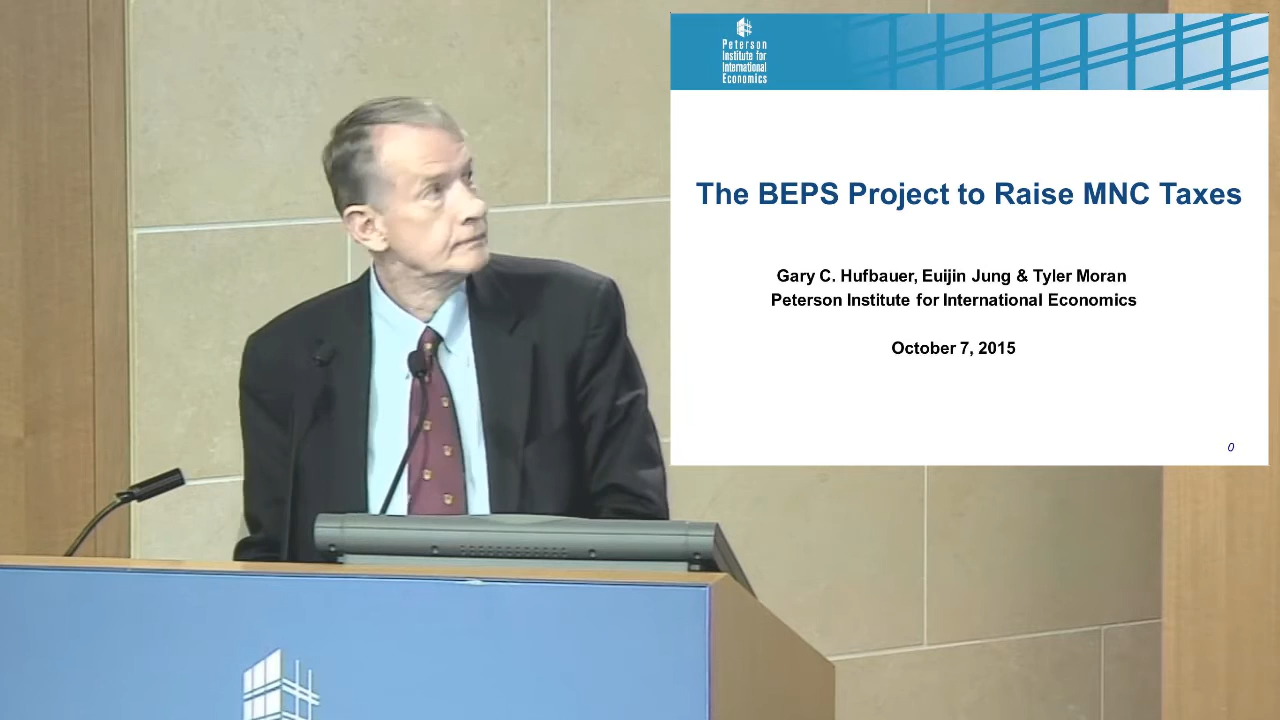 Peterson
Institute for
International
Economics
The BEPS Project to Raise MNC Taxes
Gary C. Hufbauer, Euijin Jung & Tyler Moran
Peterson Institute for International Economics
October 7, 2015
0